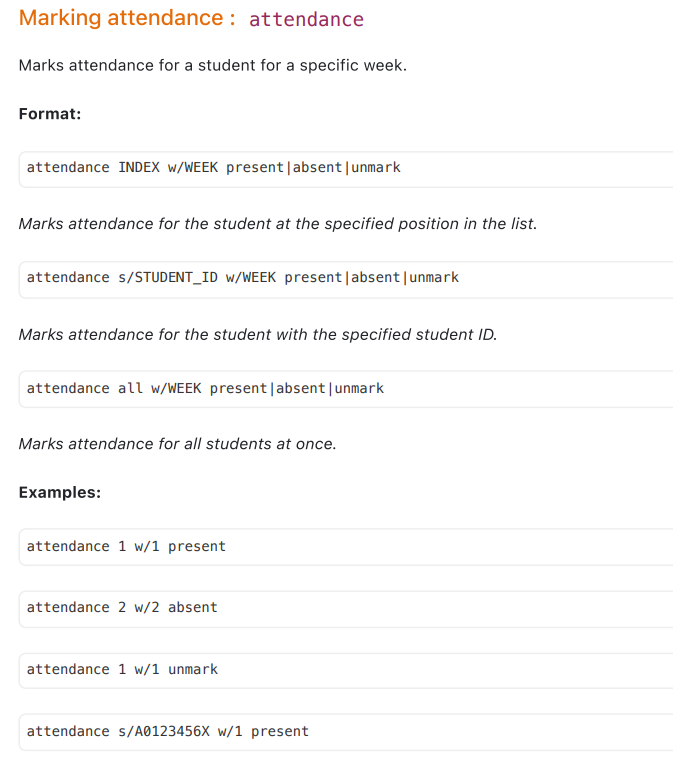 Marking attendance : attendance
Marks attendance for a student for a specific week.
Format:
attendance INDEX w/WEEK present|absent|unmark
Marks attendance for the student at the specified position in the list.
attendance s/STUDENT_ID w/WEEK present|absent|unmark
Marks attendance for the student with the specified student ID.
attendance all w/WEEK present|absent|unmark
Marks attendance for all students at once.
Examples:
attendance 1 w/1 present
attendance 2 w/2 absent
attendance 1 w/1 unmark
attendance s/A0123456X w/1 present